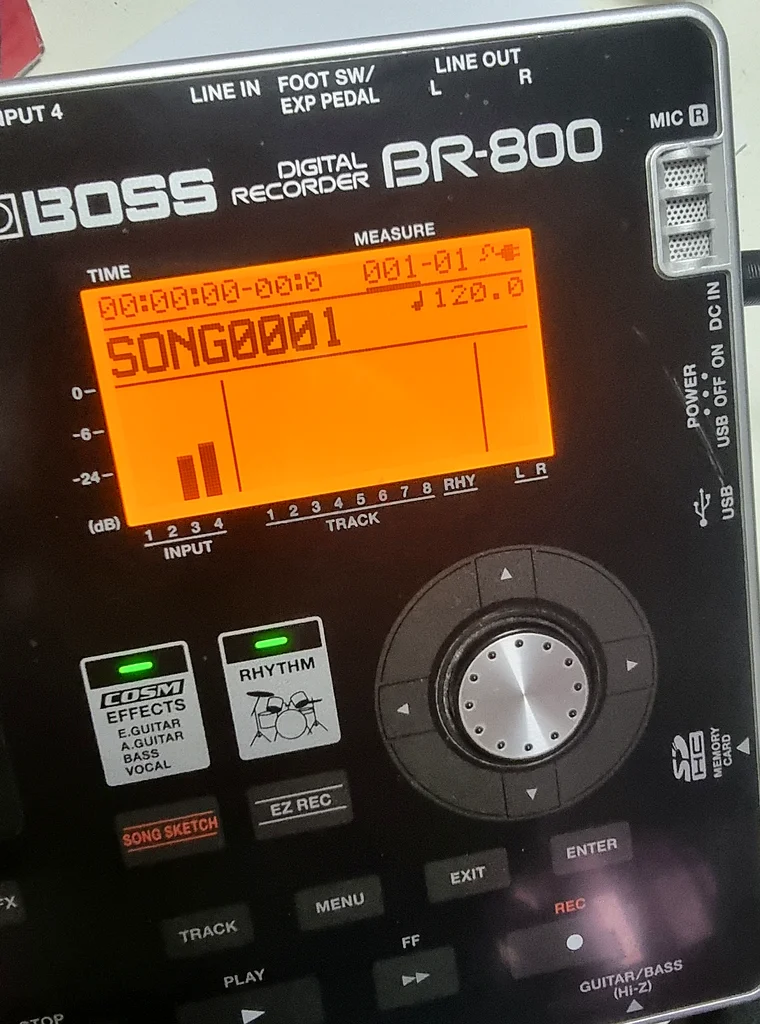 INPUT 4
LINE IN
FOOT SW/
EXP PEDAL
LINE OUT
L R
MIC R
BOSS
DIGITAL
RECORDER
BR-800
TIME
MEASURE
00:00:00-00:0 001-01
♩120.0
SONG0001
0
-6
-24
(dB)
1 2 3 4
INPUT
1 2 3 4 5 6 7 8 RHY
TRACK
L R
DC IN
POWER
USB OFF ON
USB
COSM
EFFECTS
E.GUITAR
A.GUITAR
BASS
VOCAL
RHYTHM
SD HC
MEMORY
CARD
SONG SKETCH
EZ REC
FX
TRACK
MENU
EXIT
ENTER
STOP
PLAY
FF
REC
GUITAR/BASS
(Hi-Z)